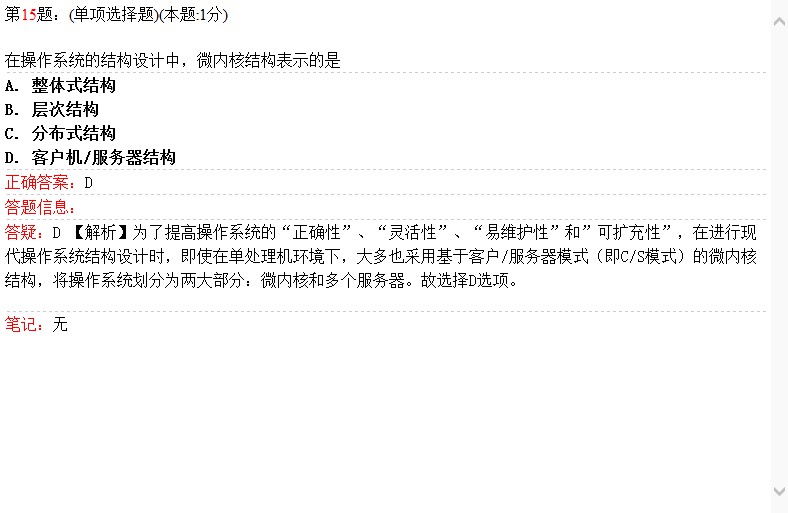 第15题：(单项选择题)(本题:1分)
在操作系统的结构设计中，微内核结构表示的是
A. 整体式结构
B. 层次结构
C. 分布式结构
D. 客户机/服务器结构
正确答案：D
答题信息：
答疑：D 【解析】为了提高操作系统的“正确性”、“灵活性”、“易维护性”和”可扩充性”，在进行现
代操作系统结构设计时，即使在单处理机环境下，大多也采用基于客户/服务器模式（即C/S模式）的微内核
结构，将操作系统划分为两大部分：微内核和多个服务器。故选择D选项。
笔记：无